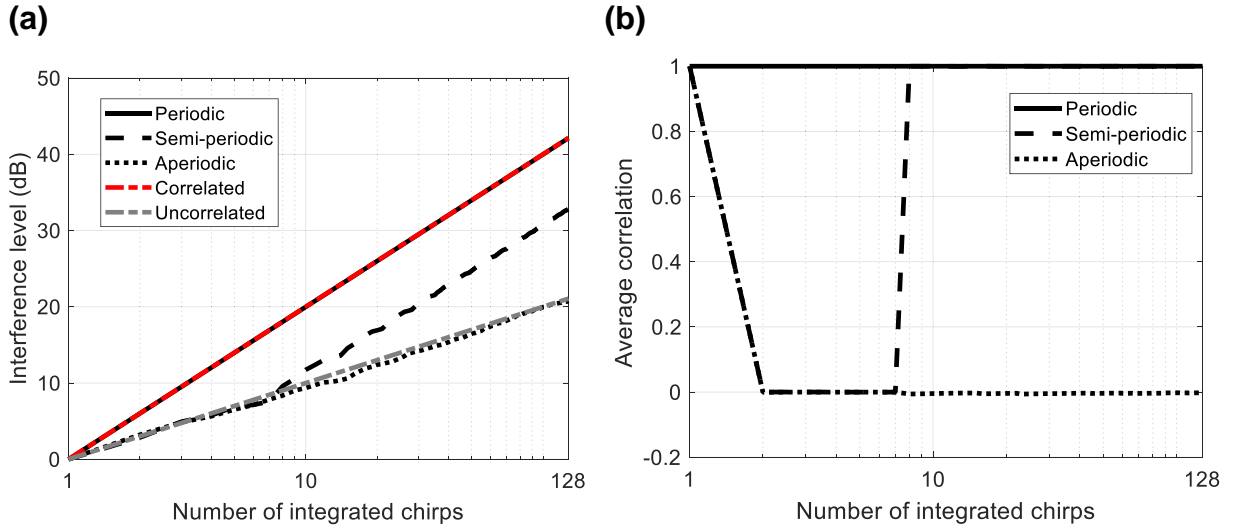 (a)
50
40
30
20
10
0
1
10
128
Interference level (dB)
Number of integrated chirps
Periodic
Semi-periodic
Aperiodic
Correlated
Uncorrelated
(b)
1
0.8
0.6
0.4
0.2
0
-0.2
1
10
128
Average correlation
Number of integrated chirps
Periodic
Semi-periodic
Aperiodic